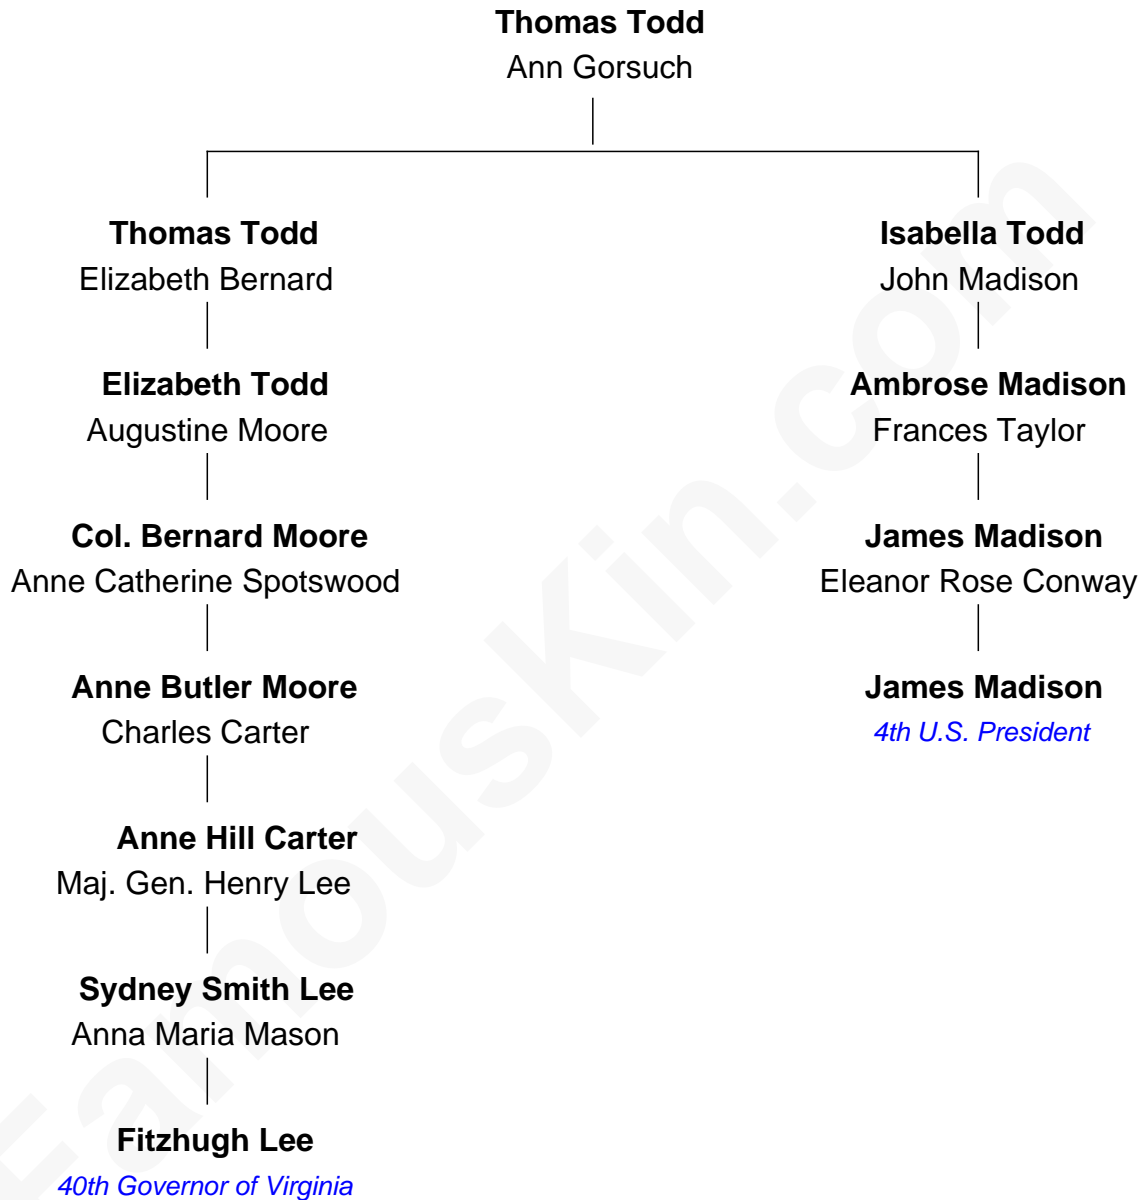 Thomas Todd
Ann Gorsuch
Thomas Todd
Elizabeth Bernard
Isabella Todd
John Madison
Elizabeth Todd
Augustine Moore
Ambrose Madison
Frances Taylor
Col. Bernard Moore
Anne Catherine Spotswood
James Madison
Eleanor Rose Conway
Anne Butler Moore
Charles Carter
James Madison
4th U.S. President
Anne Hill Carter
Maj. Gen. Henry Lee
Sydney Smith Lee
Anna Maria Mason
Fitzhugh Lee
40th Governor of Virginia
FamousKin.com